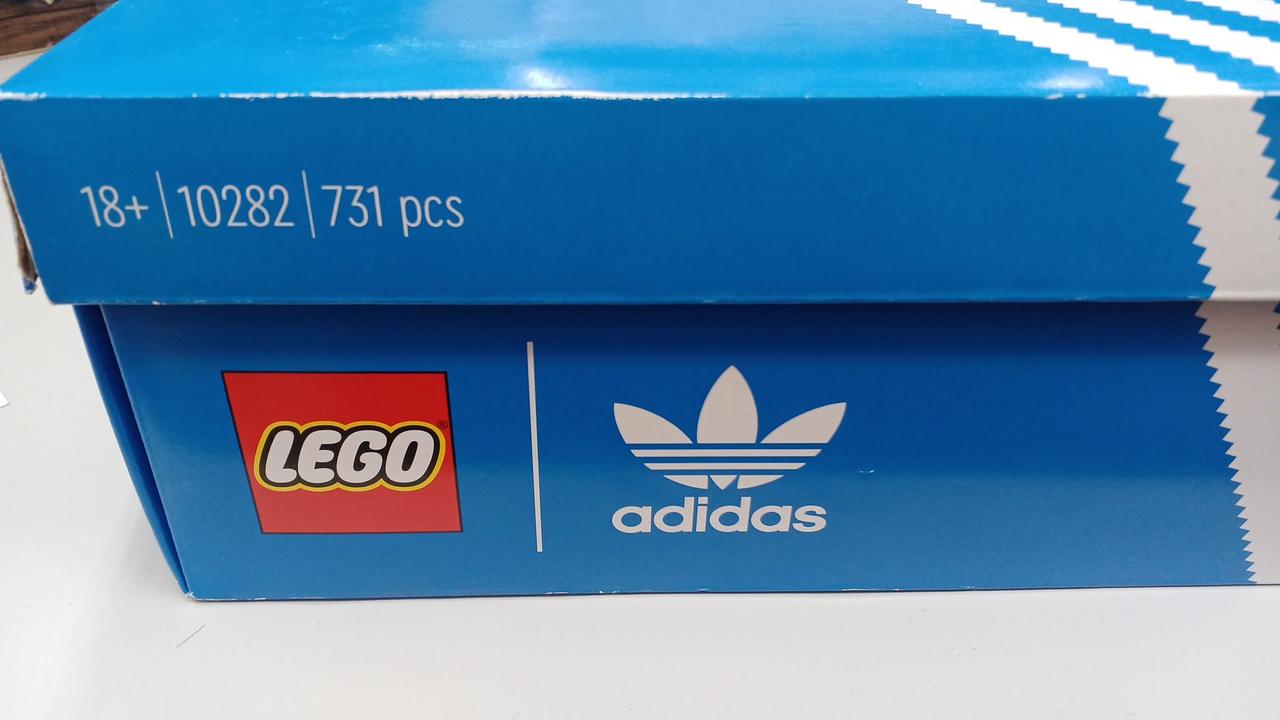 18+ | 10282 | 731 pcs
LEGO®
adidas